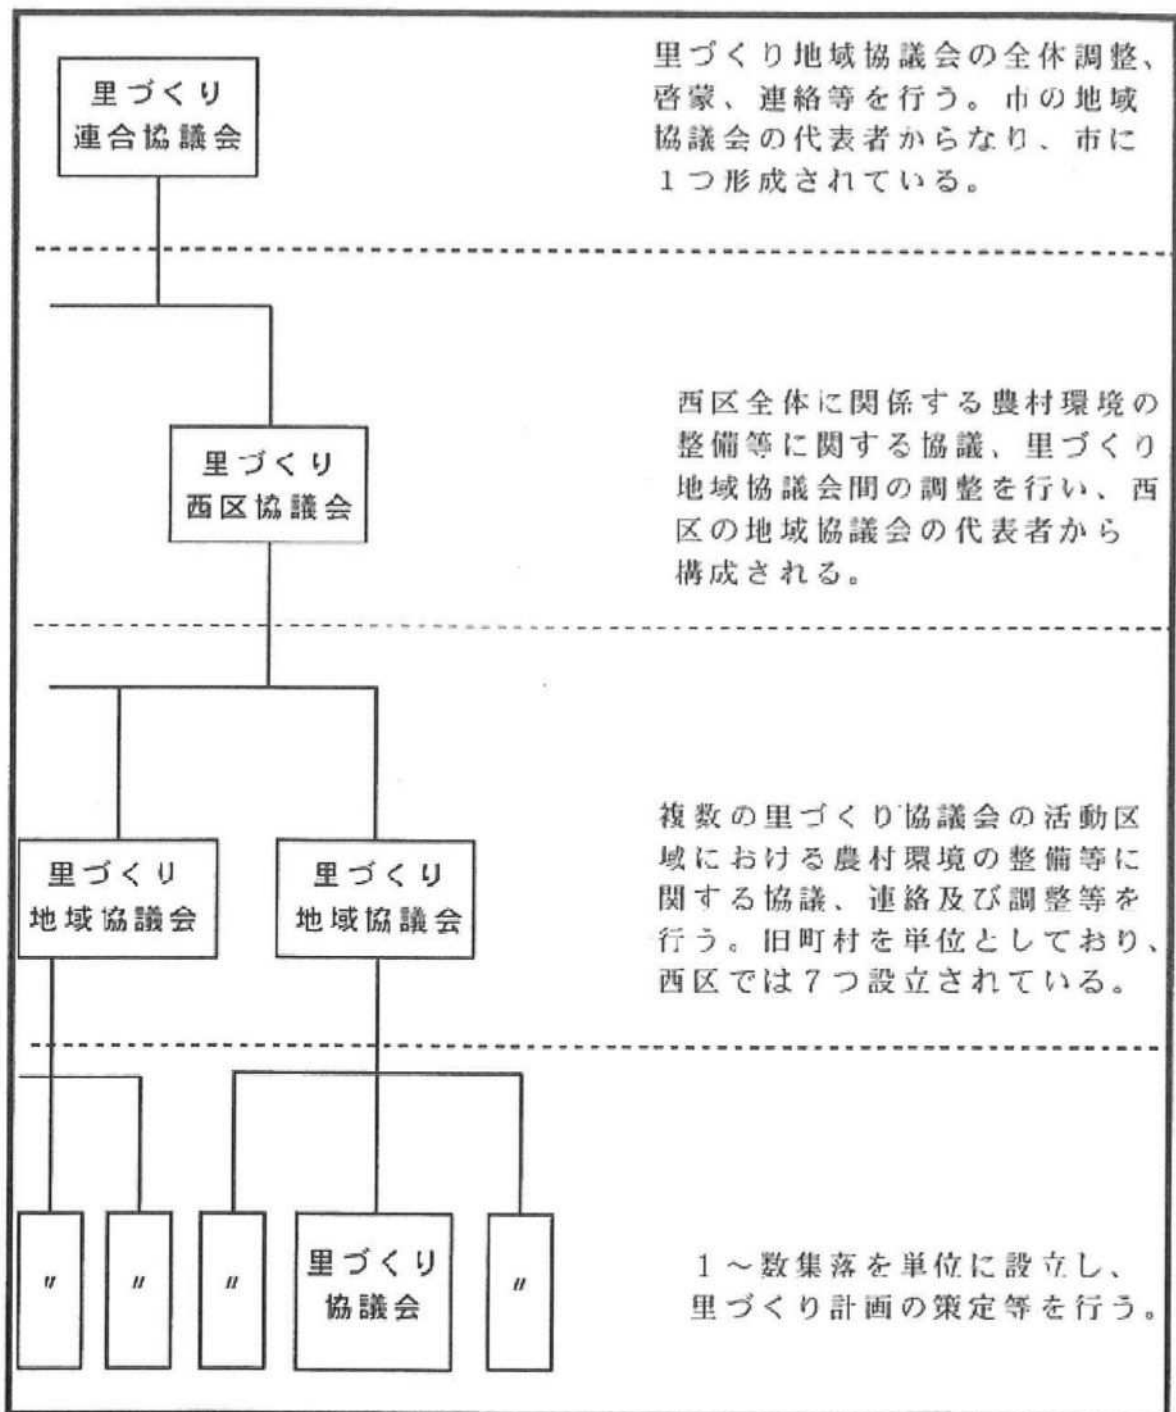 里づくり
連合協議会
里づくり地域協議会の全体調整、
啓蒙、連絡等を行う。市の地域
協議会の代表者からなり、市に
１つ形成されている。
里づくり
西区協議会
西区全体に関係する農村環境の
整備等に関する協議、里づくり
地域協議会間の調整を行い、西
区の地域協議会の代表者から
構成される。
里づくり
地域協議会
里づくり
地域協議会
複数の里づくり協議会の活動区
域における農村環境の整備等に
関する協議、連絡及び調整等を
行う。旧町村を単位としており、
西区では７つ設立されている。
〃
〃
〃
里づくり
協議会
〃
１～数集落を単位に設立し、
里づくり計画の策定等を行う。